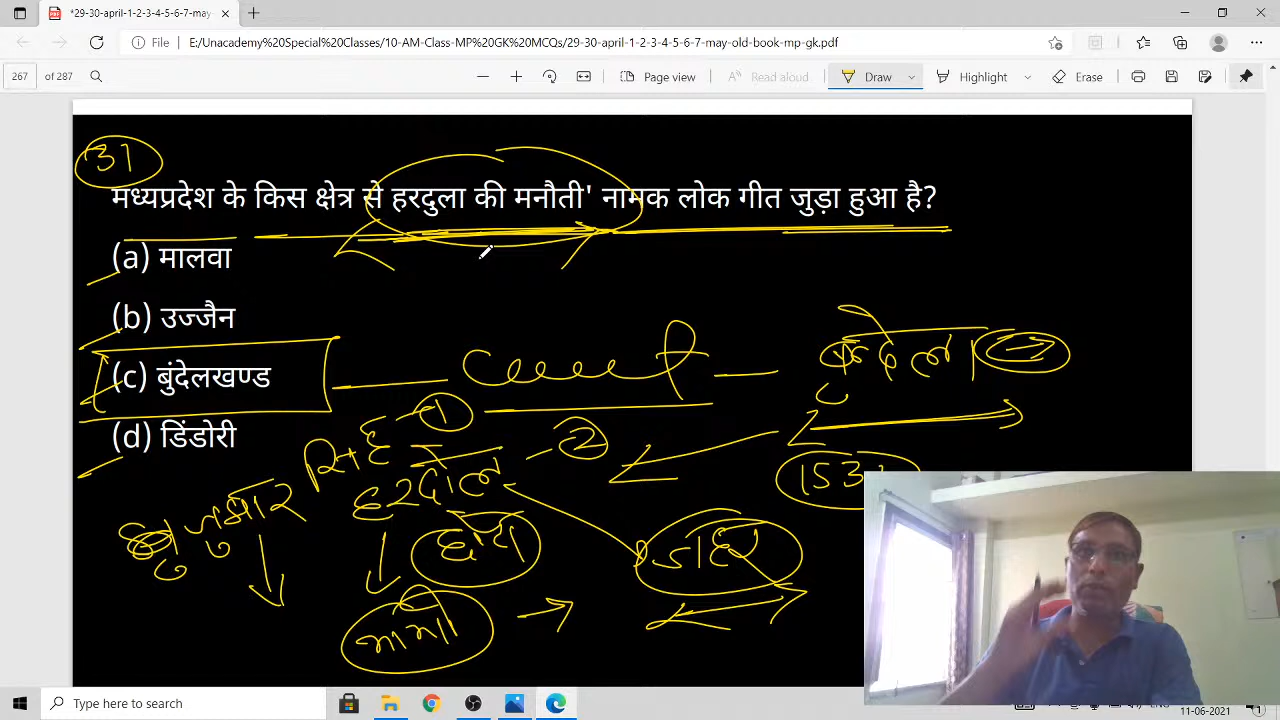 *29-30-april-1-2-3-4-5-6-7-may-old-book-mp-gk.pdf
File E:/Unacademy%20Special%20Classes/10-AM-Class-MP%20GK%20MCQs/29-30-april-1-2-3-4-5-6-7-may-old-book-mp-gk.pdf
267 of 287 Page view Read aloud Draw Highlight Erase
31
मध्यप्रदेश के किस क्षेत्र से हरदुला की मनौती' नामक लोक गीत जुड़ा हुआ है?
(a) मालवा
(b) उज्जैन
(c) बुंदेलखण्ड
(d) डिंडोरी
1
हरदोल - 2
153
जुझार
जहर
Type here to search
11-06-2021